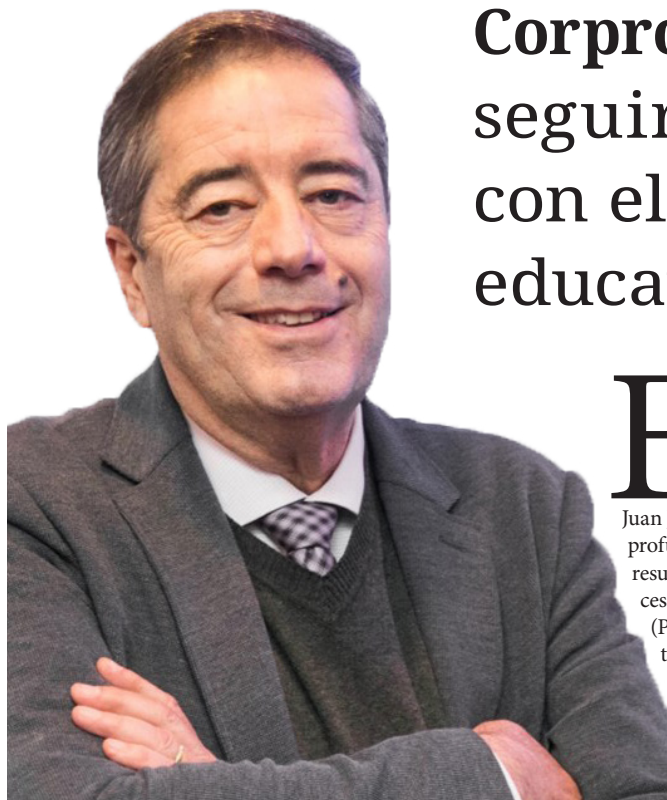 Corpro
seguir
con el
educa
E
Juan
profu
resu
ces
(P
t